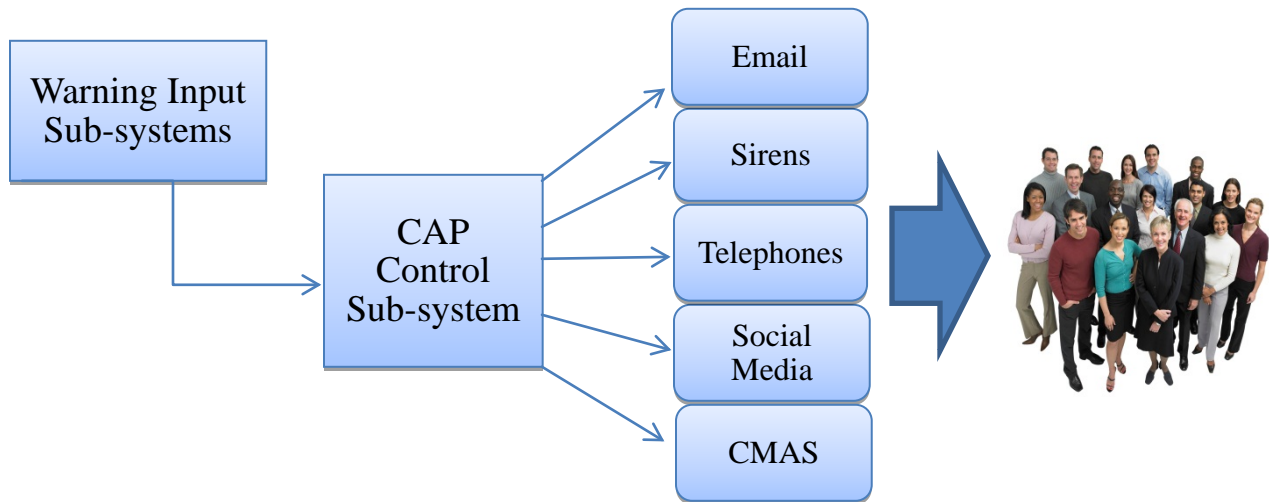 Warning Input
Sub-systems
CAP
Control
Sub-system
Email
Sirens
Telephones
Social
Media
CMAS